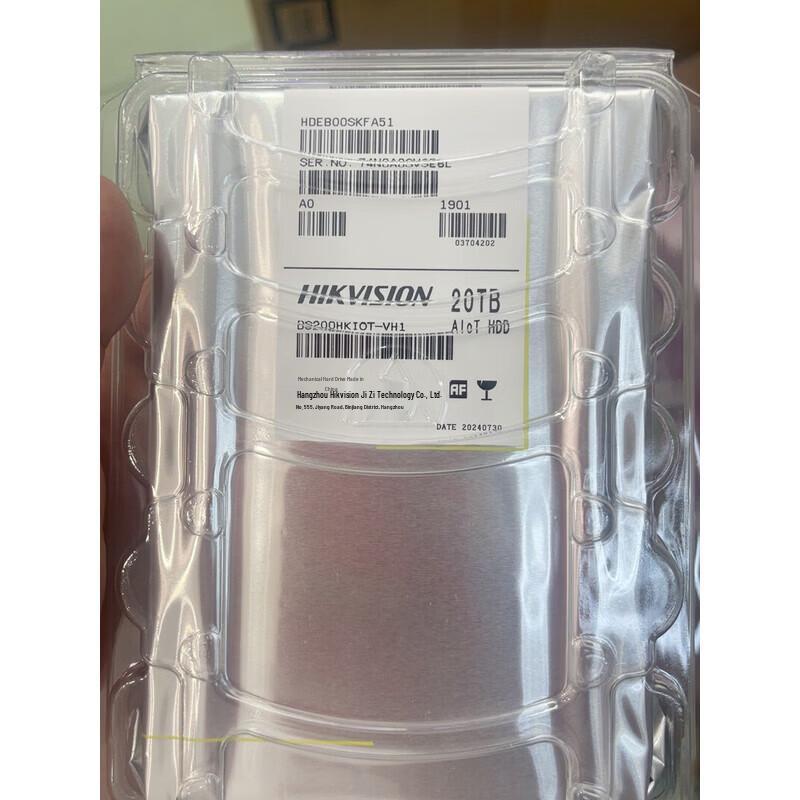 HDEB00SKFA51
SER.NO.
A0 1901
03704202
HIKVISION 20TB
DS200HKIOT-VH1 AIoT HDD
Mechanical Hard Drive Made in
China
Hangzhou Hikvision Ji Zi Technology Co., Ltd
No.555, Jiyang Road, Binjiang District, Hangzhou
AF
DATE 20240730